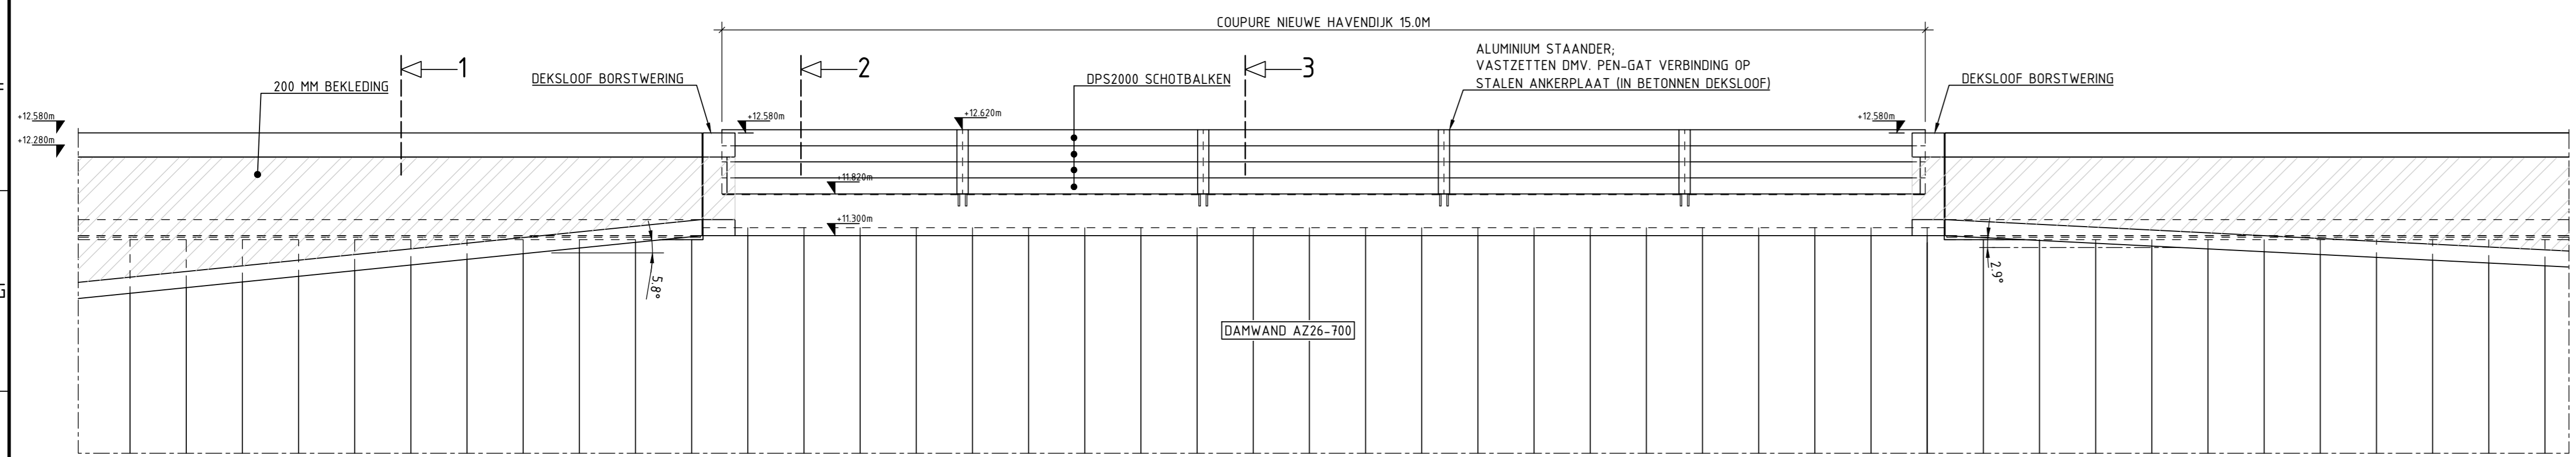 COUPURE NIEUWE HAVENDIJK 15.0M
ALUMINIUM STAANDER;
VASTZETTEN DMV. PEN-GAT VERBINDING OP
STALEN ANKERPLAAT (IN BETONNEN DEKSLOOF)
1
2
3
200 MM BEKLEDING
DEKSLOOF BORSTWERING
DPS2000 SCHOTBALKEN
DEKSLOOF BORSTWERING
+12.580m
+12.280m
+12.580m
+12.620m
+12.580m
+11.820m
+11.300m
5.8°
2.9°
DAMWAND AZ26-700